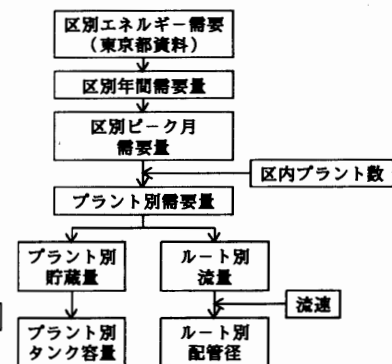 区別エネルギー需要
(東京都資料)
区別年間需要量
区別ピーク月
需要量
区内プラント数
プラント別需要量
プラント別
貯蔵量
ルート別
流量
流速
プラント別
タンク容量
ルート別
配管径